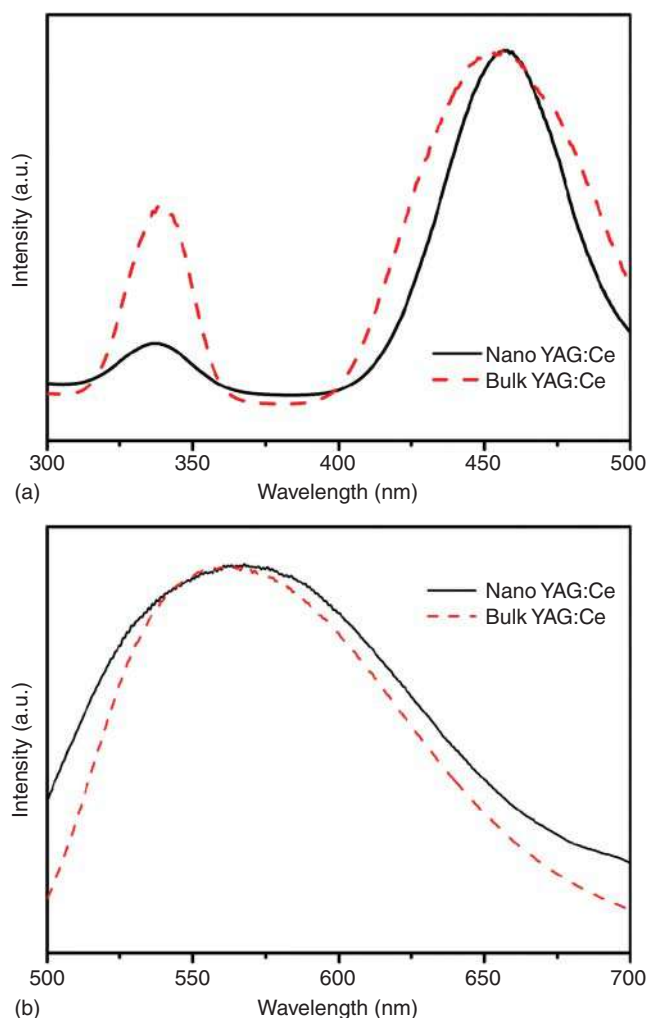 Intensity (a.u.)
Nano YAG:Ce
Bulk YAG:Ce
300 350 400 450 500
(a) Wavelength (nm)
Intensity (a.u.)
Nano YAG:Ce
Bulk YAG:Ce
500 550 600 650 700
(b) Wavelength (nm)